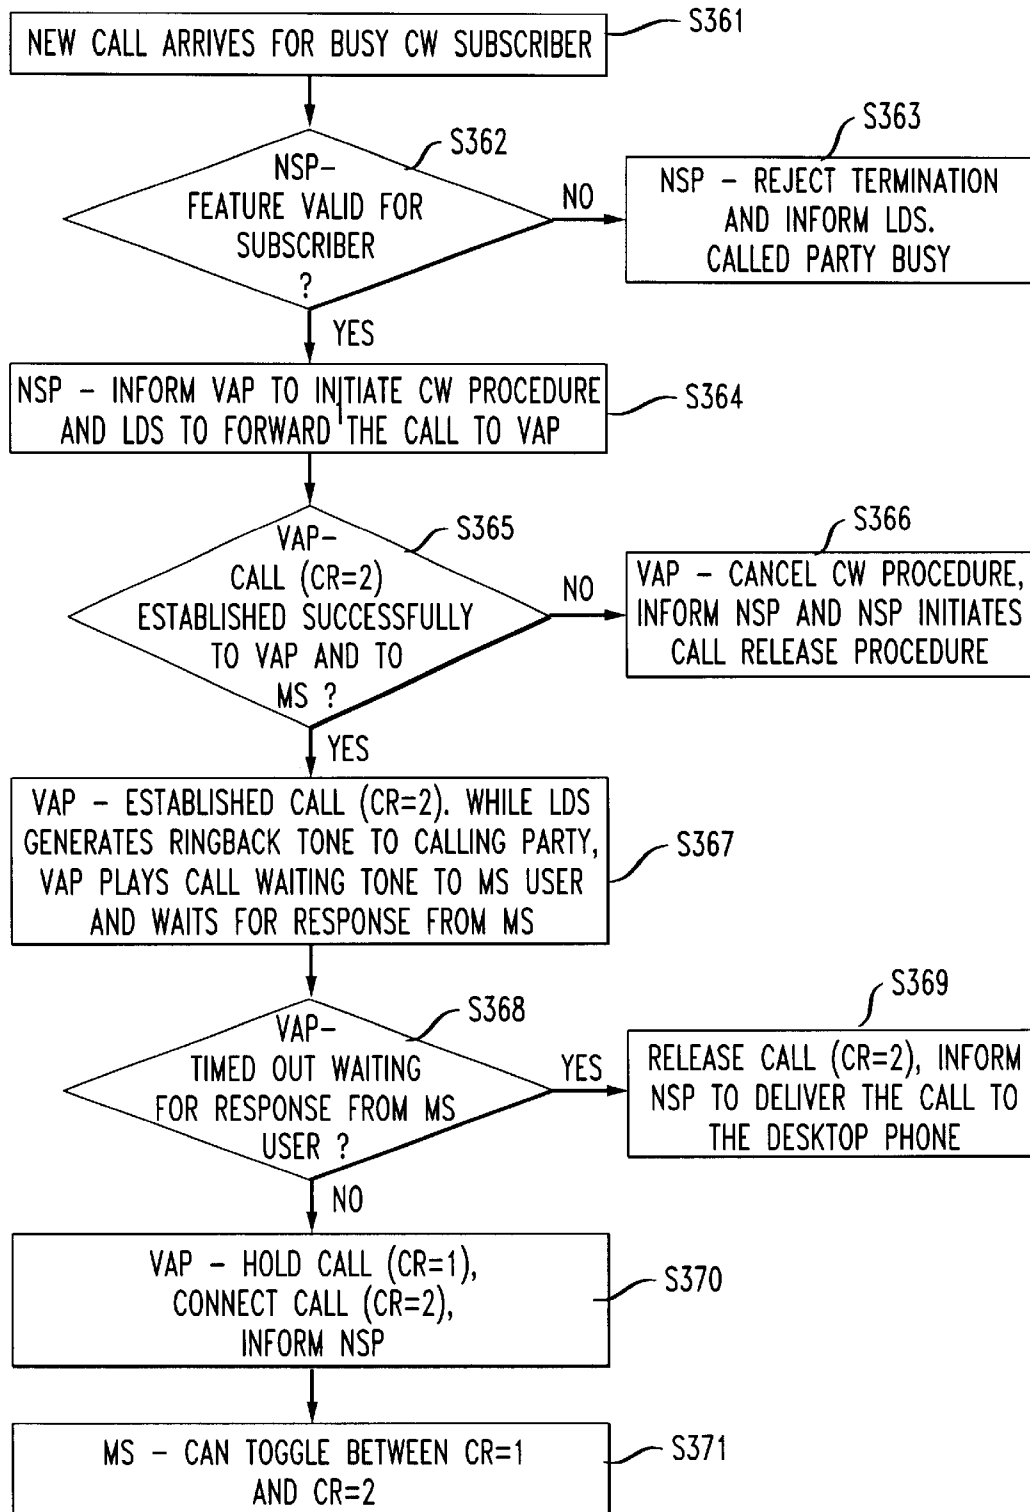 NEW CALL ARRIVES FOR BUSY CW SUBSCRIBER
S361
NSP-
FEATURE VALID FOR
SUBSCRIBER
?
S362
NO
NSP - REJECT TERMINATION
AND INFORM LDS.
CALLED PARTY BUSY
S363
YES
NSP - INFORM VAP TO INITIATE CW PROCEDURE
AND LDS TO FORWARD THE CALL TO VAP
S364
VAP-
CALL (CR=2)
ESTABLISHED SUCCESSFULLY
TO VAP AND TO
MS ?
S365
NO
VAP - CANCEL CW PROCEDURE,
INFORM NSP AND NSP INITIATES
CALL RELEASE PROCEDURE
S366
YES
VAP - ESTABLISHED CALL (CR=2). WHILE LDS
GENERATES RINGBACK TONE TO CALLING PARTY,
VAP PLAYS CALL WAITING TONE TO MS USER
AND WAITS FOR RESPONSE FROM MS
S367
VAP-
TIMED OUT WAITING
FOR RESPONSE FROM MS
USER ?
S368
YES
RELEASE CALL (CR=2), INFORM
NSP TO DELIVER THE CALL TO
THE DESKTOP PHONE
S369
NO
VAP - HOLD CALL (CR=1),
CONNECT CALL (CR=2),
INFORM NSP
S370
MS - CAN TOGGLE BETWEEN CR=1
AND CR=2
S371